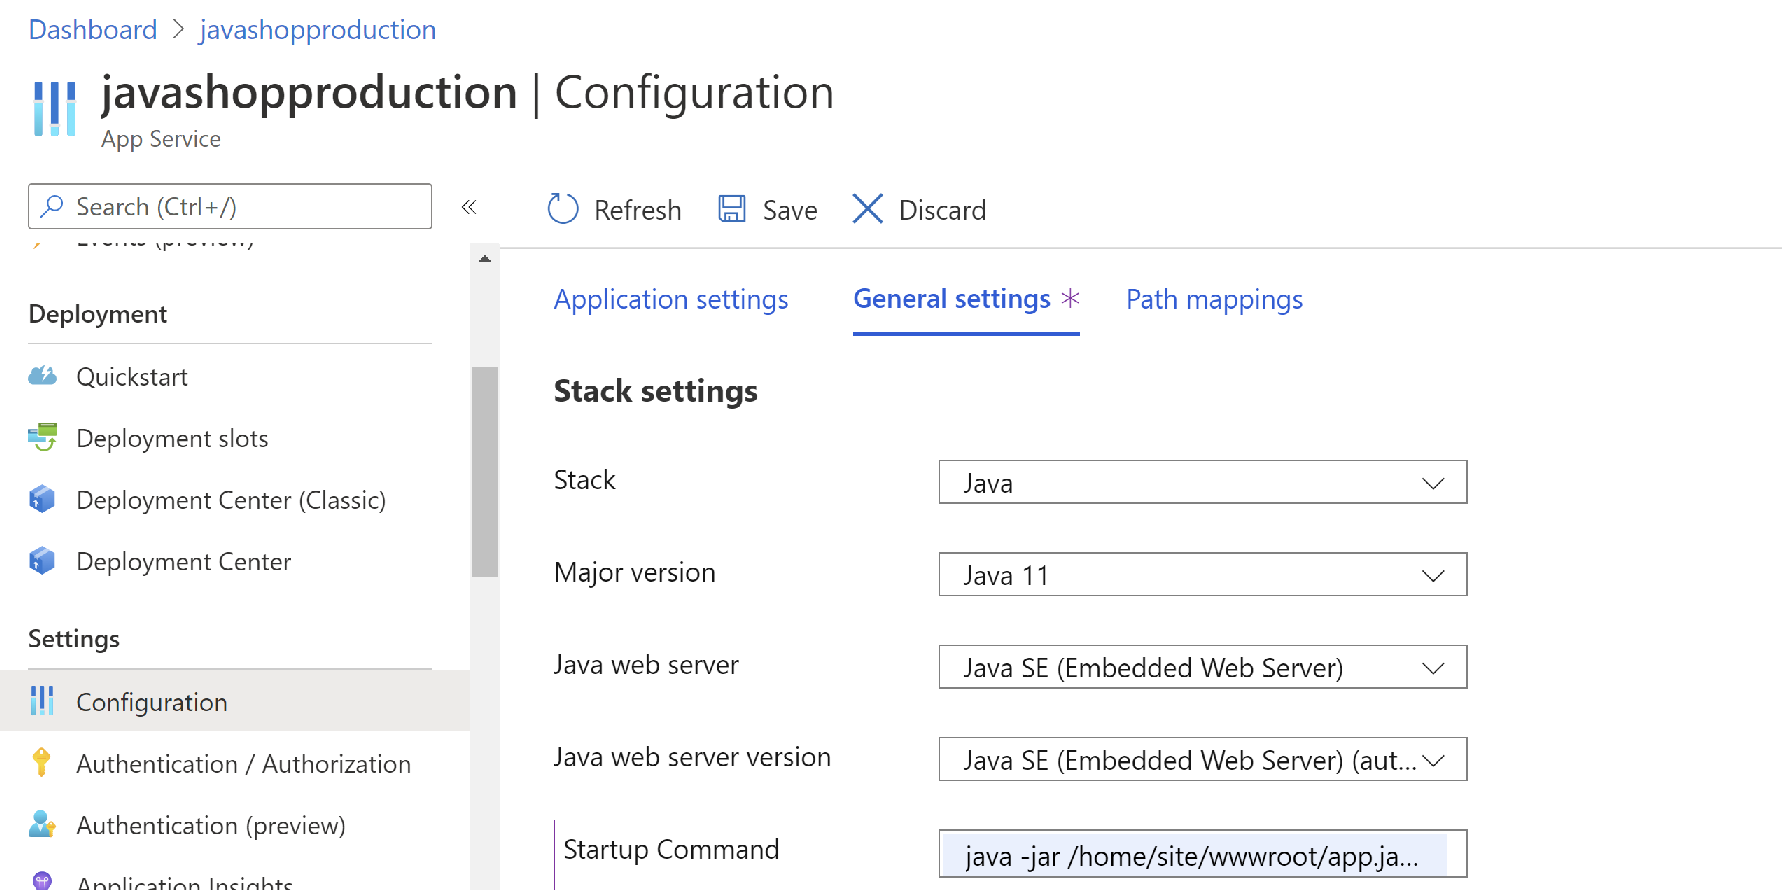 Dashboard > javashopproduction
javashopproduction | Configuration
App Service
Search (Ctrl+/)
«
Events (preview)
Deployment
Quickstart
Deployment slots
Deployment Center (Classic)
Deployment Center
Settings
Configuration
Authentication / Authorization
Authentication (preview)
Application Insights
Refresh Save Discard
Application settings General settings * Path mappings
Stack settings
Stack Java
Major version Java 11
Java web server Java SE (Embedded Web Server)
Java web server version Java SE (Embedded Web Server) (aut...
Startup Command java -jar /home/site/wwwroot/app.ja...